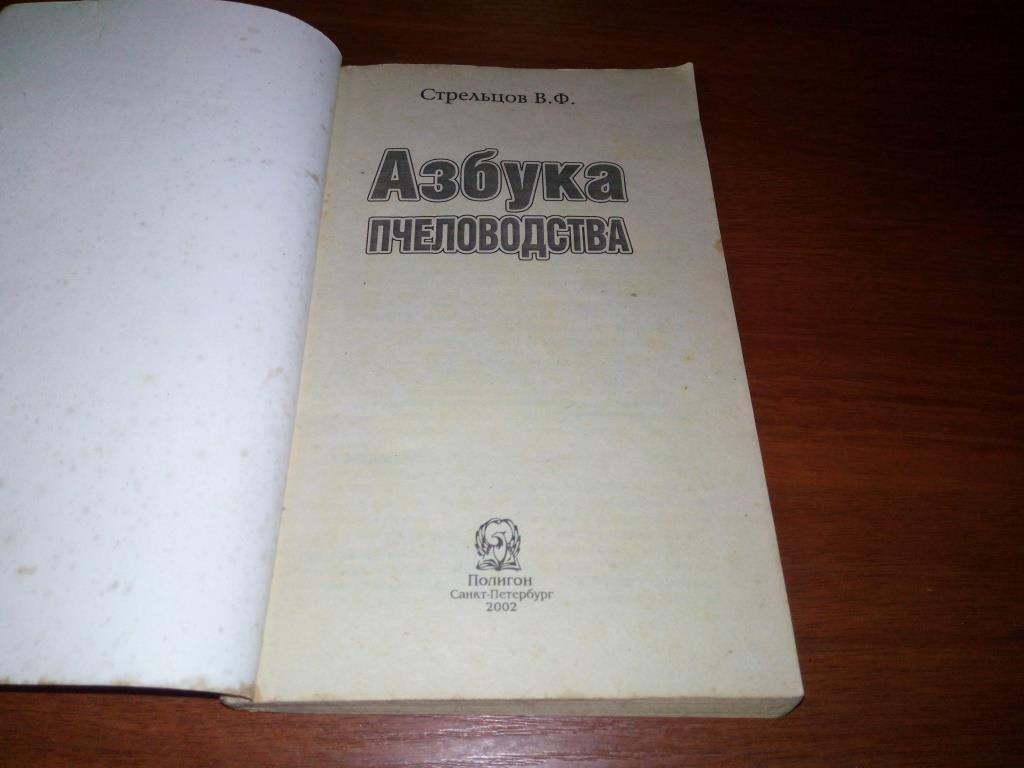 Стрельцов В.Ф.
Азбука
ПЧЕЛОВОДСТВА
Полигон
Санкт-Петербург
2002